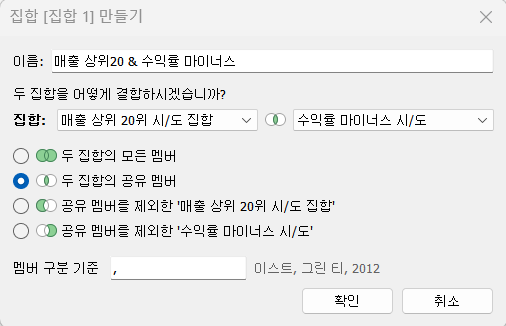 집합 [집합 1] 만들기
이름: 매출 상위20 & 수익률 마이너스
두 집합을 어떻게 결합하시겠습니까?
집합: 매출 상위 20위 시/도 집합 수익률 마이너스 시/도
두 집합의 모든 멤버
두 집합의 공유 멤버
공유 멤버를 제외한 '매출 상위 20위 시/도 집합'
공유 멤버를 제외한 '수익률 마이너스 시/도'
멤버 구분 기준 , 이스트, 그린 티, 2012
확인 취소